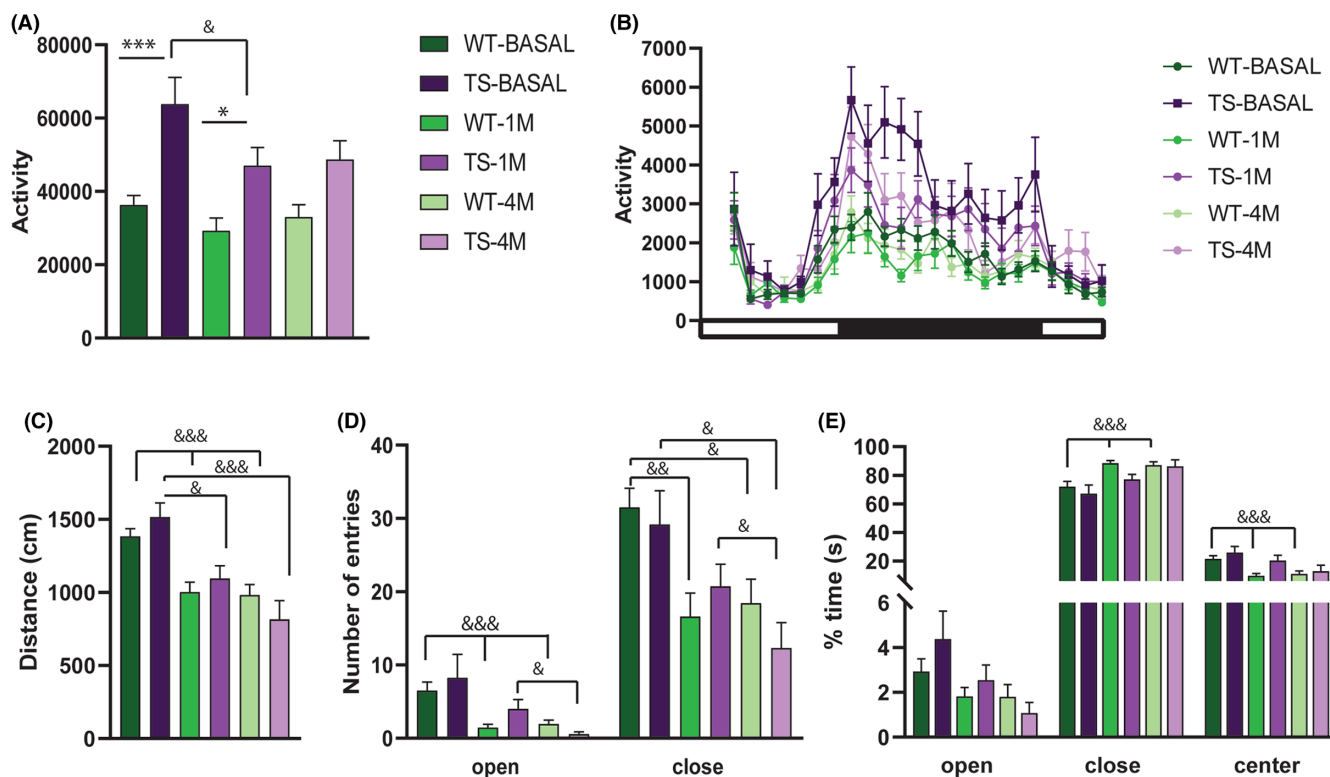 (A)
***
&
*
80000
60000
40000
20000
0
Activity
WT-BASAL
TS-BASAL
WT-1M
TS-1M
WT-4M
TS-4M
(B)
7000
6000
5000
4000
3000
2000
1000
0
Activity
WT-BASAL
TS-BASAL
WT-1M
TS-1M
WT-4M
TS-4M
(C)
&&&
&&&
&
2000
1500
1000
500
0
Distance (cm)
(D)
&
&
&&
&
&&&
&
40
30
20
10
0
Number of entries
open close
(E)
&&&
&&&
100
80
60
40
20
6
4
2
0
% time (s)
open close center